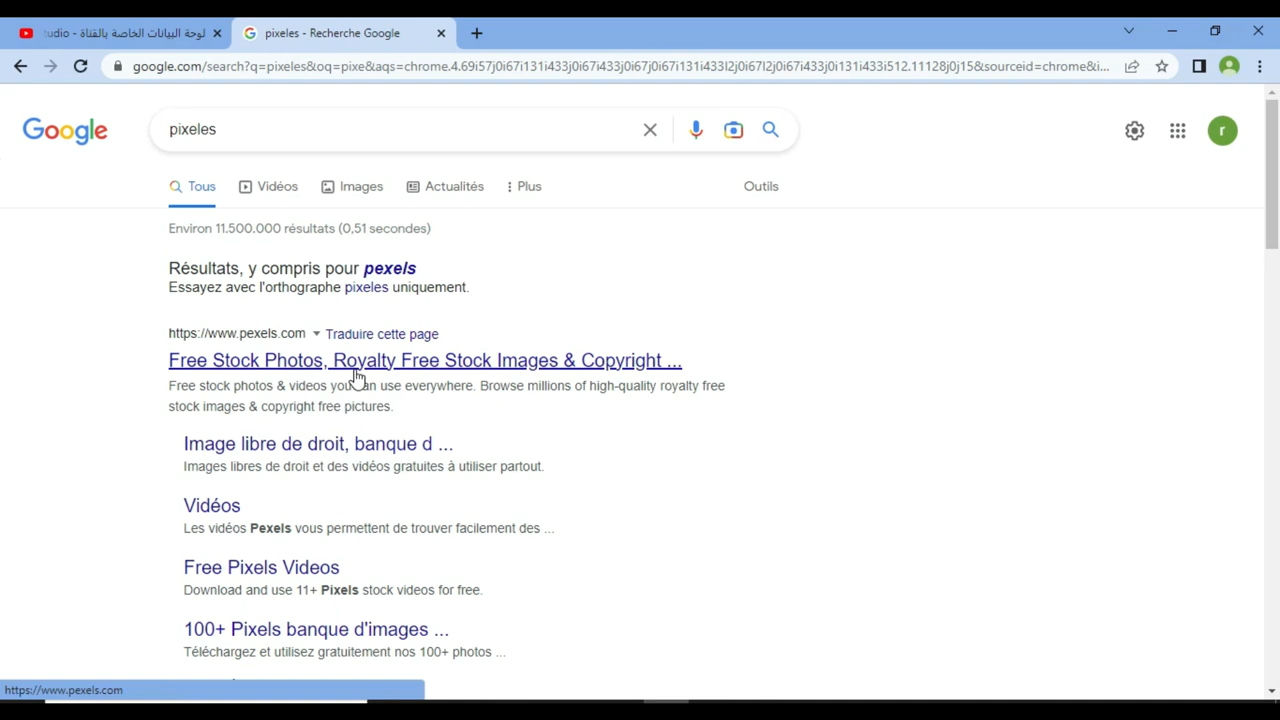 tudio - لوحة البيانات الخاصة بالقناة
pixeles - Recherche Google
google.com/search?q=pixeles&oq=pixe&aqs=chrome.4.69i57j0i67i131i433j0i67i433j0i67j0i67i131i433l2j0i67l2j0i67i433j0i131i433i512.11128j0j15&sourceid=chrome&i...
Google
pixeles
r
Tous
Vidéos
Images
Actualités
Plus
Outils
Environ 11.500.000 résultats (0,51 secondes)
Résultats, y compris pour pexels
Essayez avec l'orthographe pixeles uniquement.
https://www.pexels.com Traduire cette page
Free Stock Photos, Royalty Free Stock Images & Copyright ...
Free stock photos & videos you can use everywhere. Browse millions of high-quality royalty free
stock images & copyright free pictures.
Image libre de droit, banque d ...
Images libres de droit et des vidéos gratuites à utiliser partout.
Vidéos
Les vidéos Pexels vous permettent de trouver facilement des ...
Free Pixels Videos
Download and use 11+ Pixels stock videos for free.
100+ Pixels banque d'images ...
Téléchargez et utilisez gratuitement nos 100+ photos ...
https://www.pexels.com